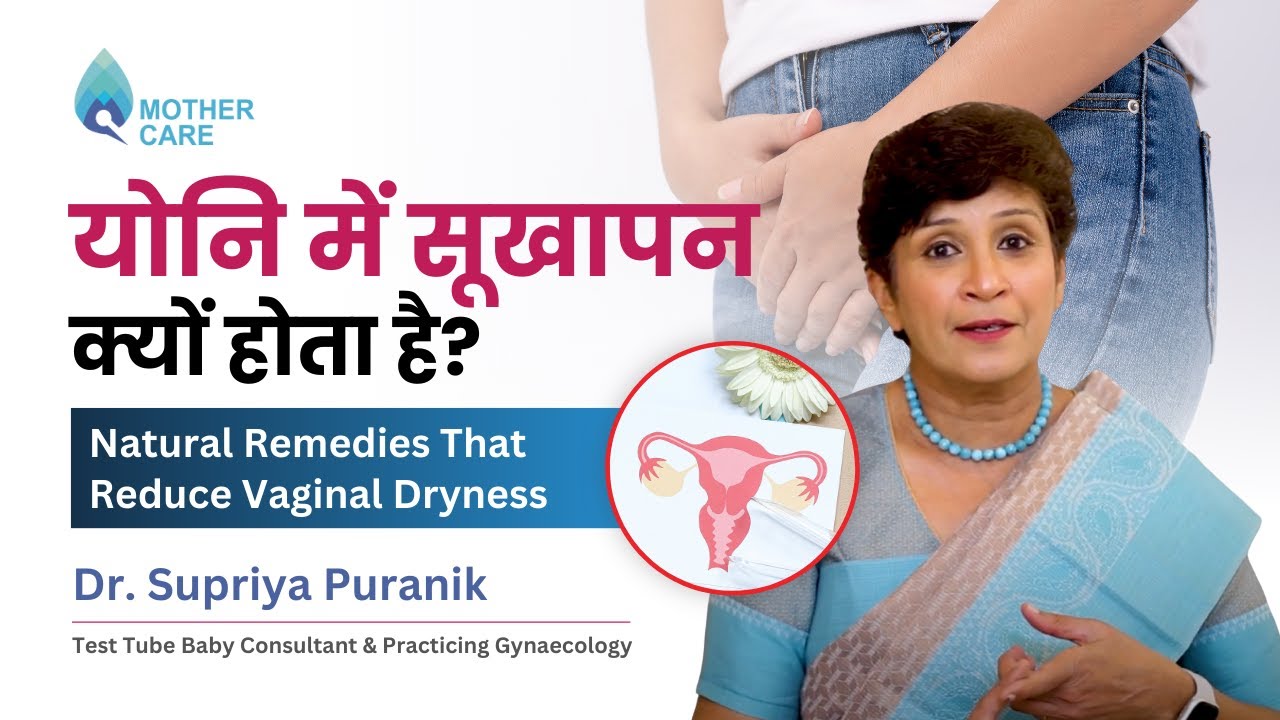 MOTHER
CARE
योनि में सूखापन
क्यों होता है?
Natural Remedies That
Reduce Vaginal Dryness
Dr. Supriya Puranik
Test Tube Baby Consultant & Practicing Gynaecology